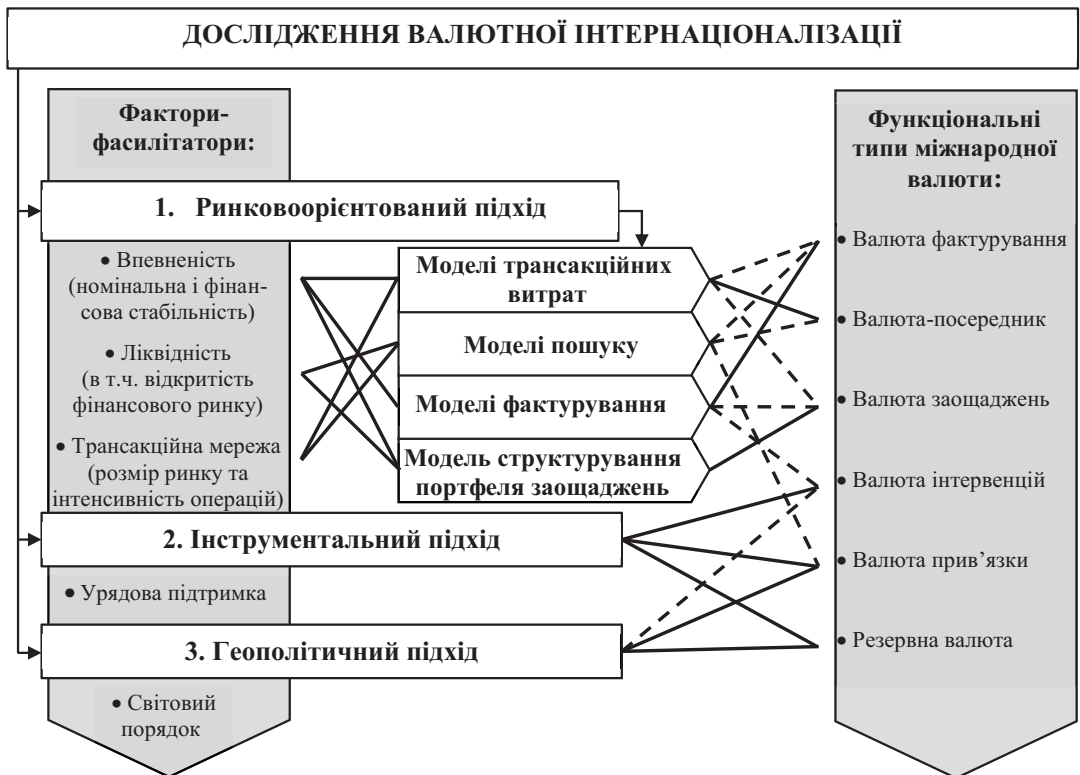 ДОСЛІДЖЕННЯ ВАЛЮТНОЇ ІНТЕРНАЦІОНАЛІЗАЦІЇ
Фактори-
фасилітатори:
1. Ринковоорієнтований підхід
• Впевненість
(номінальна і фінан-
сова стабільність)
• Ліквідність
(в т.ч. відкритість
фінансового ринку)
• Трансакційна мережа
(розмір ринку та
інтенсивність операцій)
Моделі трансакційних
витрат
Моделі пошуку
Моделі фактурування
Модель структурування
портфеля заощаджень
2. Інструментальний підхід
• Урядова підтримка
3. Геополітичний підхід
• Світовий
порядок
Функціональні
типи міжнародної
валюти:
• Валюта фактурування
• Валюта-посередник
• Валюта заощаджень
• Валюта інтервенцій
• Валюта прив’язки
• Резервна валюта